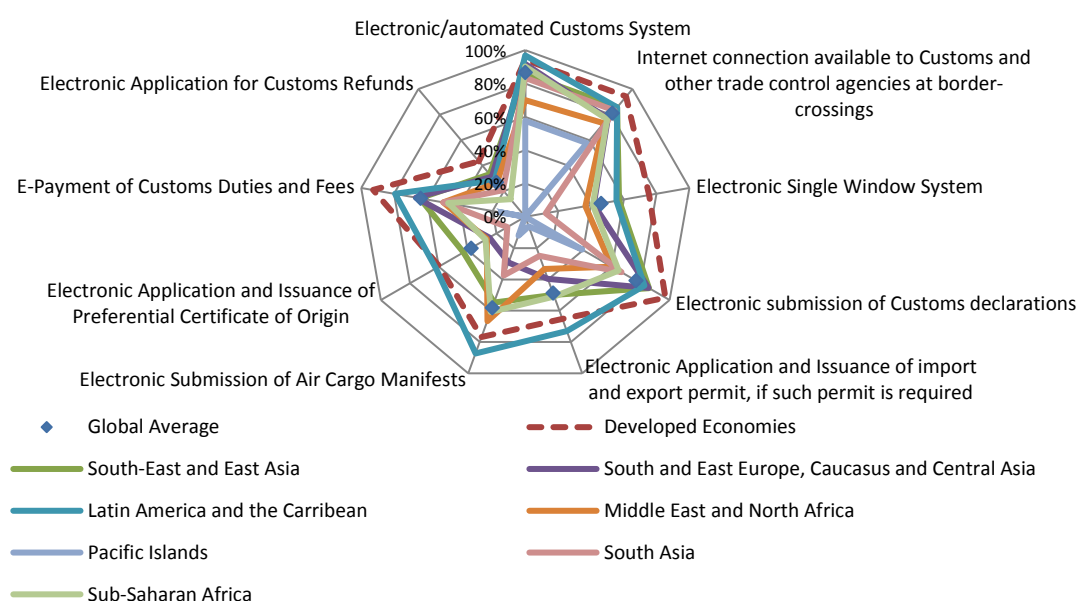 Electronic/automated Customs System
100%
80%
60%
40%
20%
0%
Internet connection available to Customs and
other trade control agencies at border-
crossings
Electronic Single Window System
Electronic submission of Customs declarations
Electronic Application and Issuance of import
and export permit, if such permit is required
Electronic Submission of Air Cargo Manifests
Electronic Application and Issuance of
Preferential Certificate of Origin
E-Payment of Customs Duties and Fees
Electronic Application for Customs Refunds
Global Average
Developed Economies
South-East and East Asia
South and East Europe, Caucasus and Central Asia
Latin America and the Carribean
Middle East and North Africa
Pacific Islands
South Asia
Sub-Saharan Africa